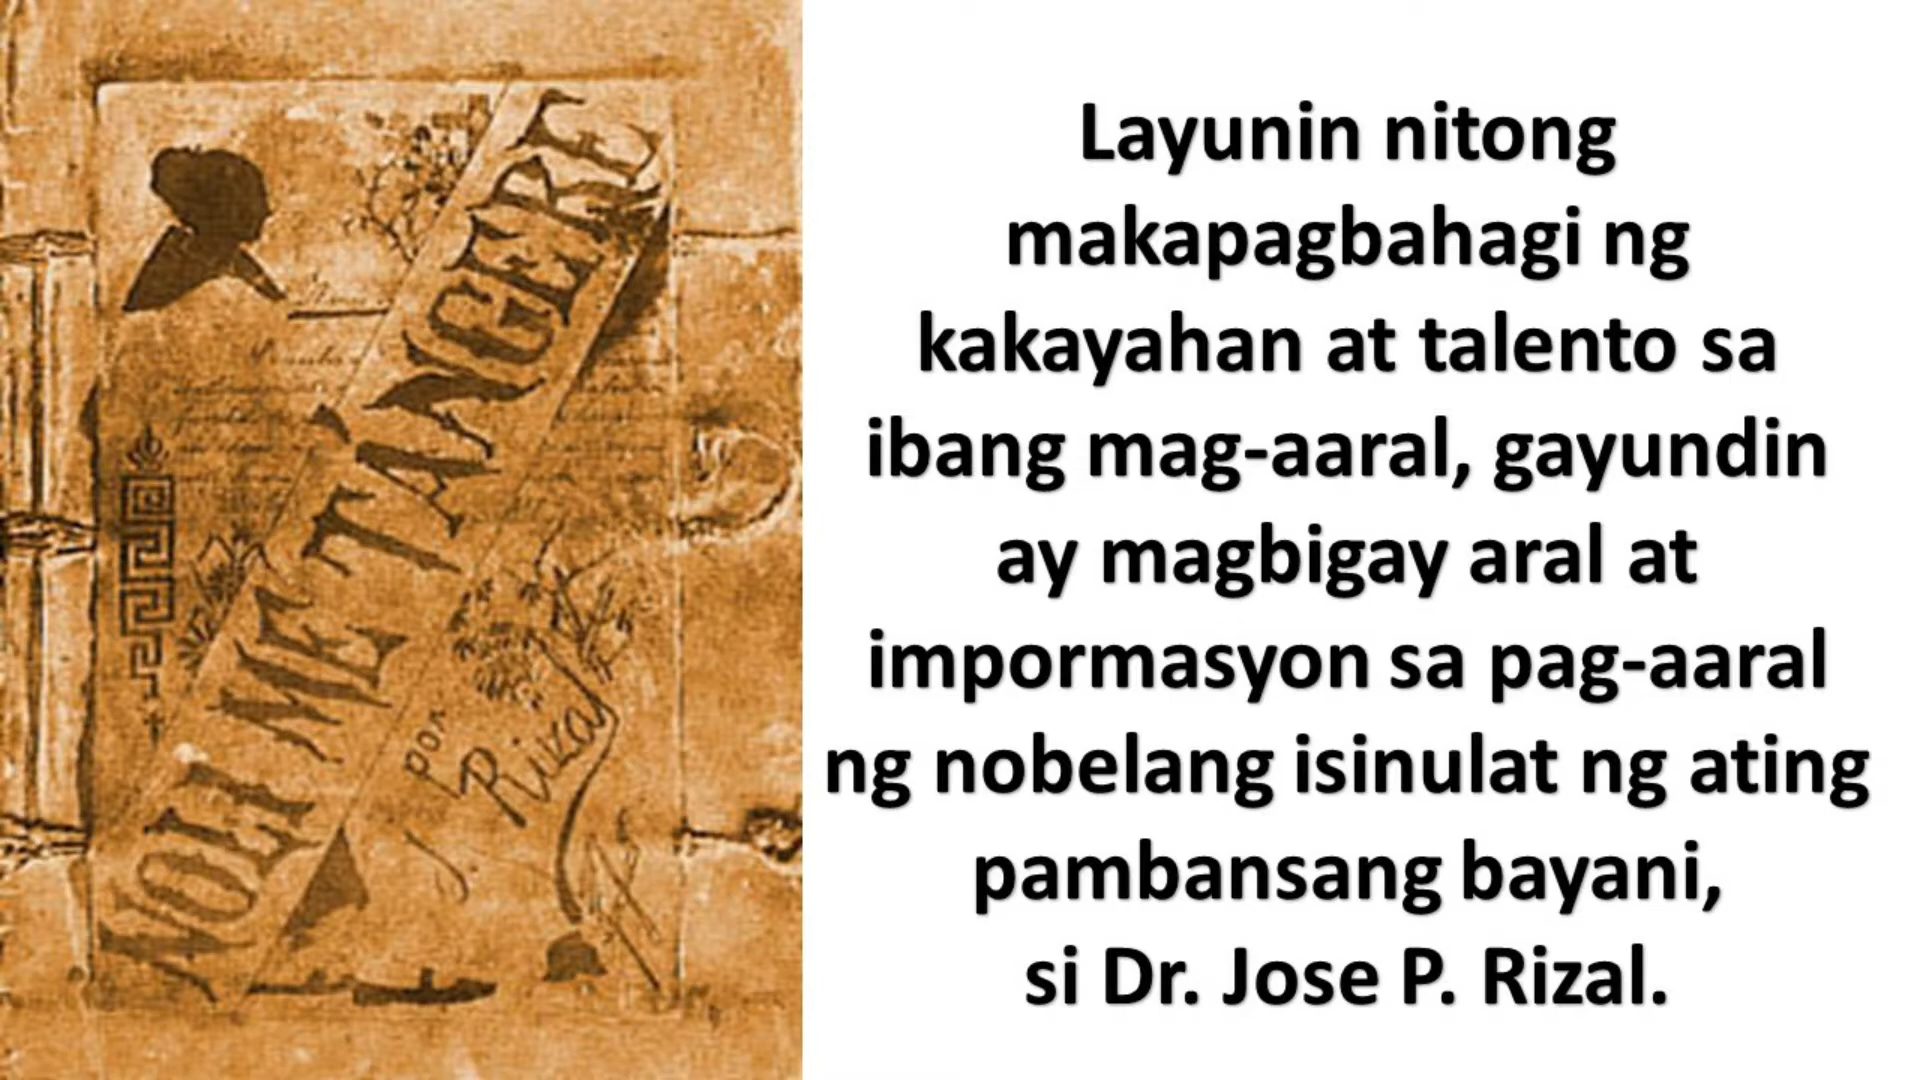 NOLI ME TANGERE
por
J. Rizal
Layunin nitong
makapagbahagi ng
kakayahan at talento sa
ibang mag-aaral, gayundin
ay magbigay aral at
impormasyon sa pag-aaral
ng nobelang isinulat ng ating
pambansang bayani,
si Dr. Jose P. Rizal.